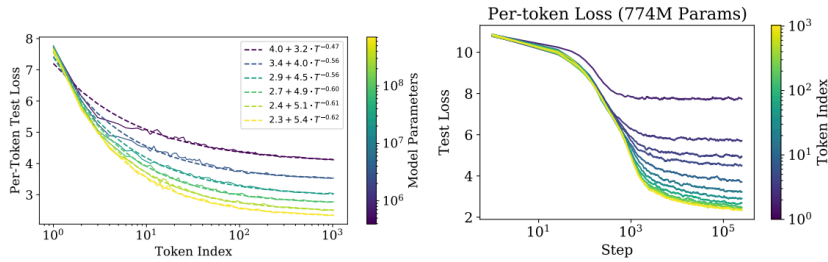 Per-token Loss (774M Params)
Per-Token Test Loss
8
7
6
5
4
3
4.0 + 3.2 · T^−0.47
3.4 + 4.0 · T^−0.56
2.9 + 4.5 · T^−0.56
2.7 + 4.9 · T^−0.60
2.4 + 5.1 · T^−0.61
2.3 + 5.4 · T^−0.62
10^0 10^1 10^2 10^3
Token Index
10^8
10^7
10^6
Model Parameters
Test Loss
10
8
6
4
2
10^1 10^3 10^5
Step
10^3
10^2
10^1
10^0
Token Index